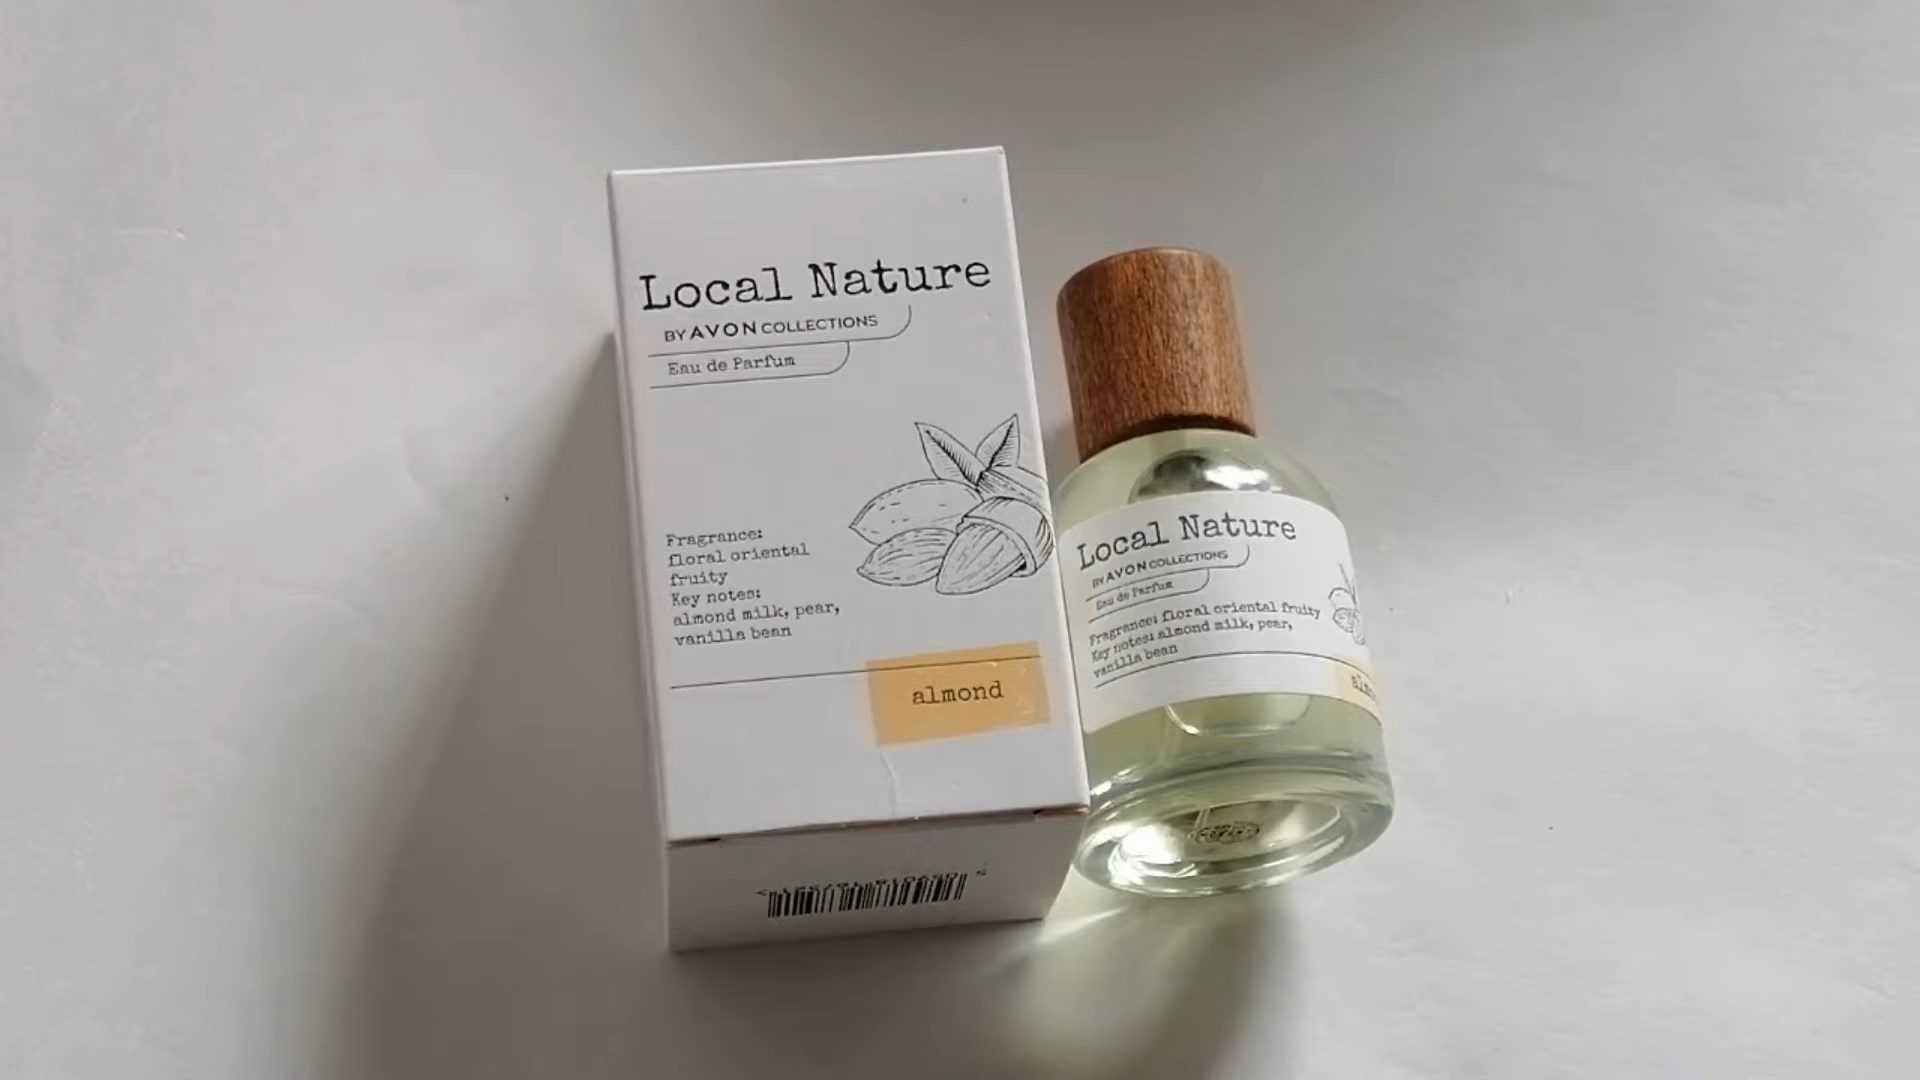 Local Nature
BY AVON COLLECTIONS
Eau de Parfum
Fragrance:
floral oriental
fruity
Key notes:
almond milk, pear,
vanilla bean
almond
Local Nature
BY AVON COLLECTIONS
Eau de Parfum
Fragrance: floral oriental fruity
Key notes: almond milk, pear,
vanilla bean